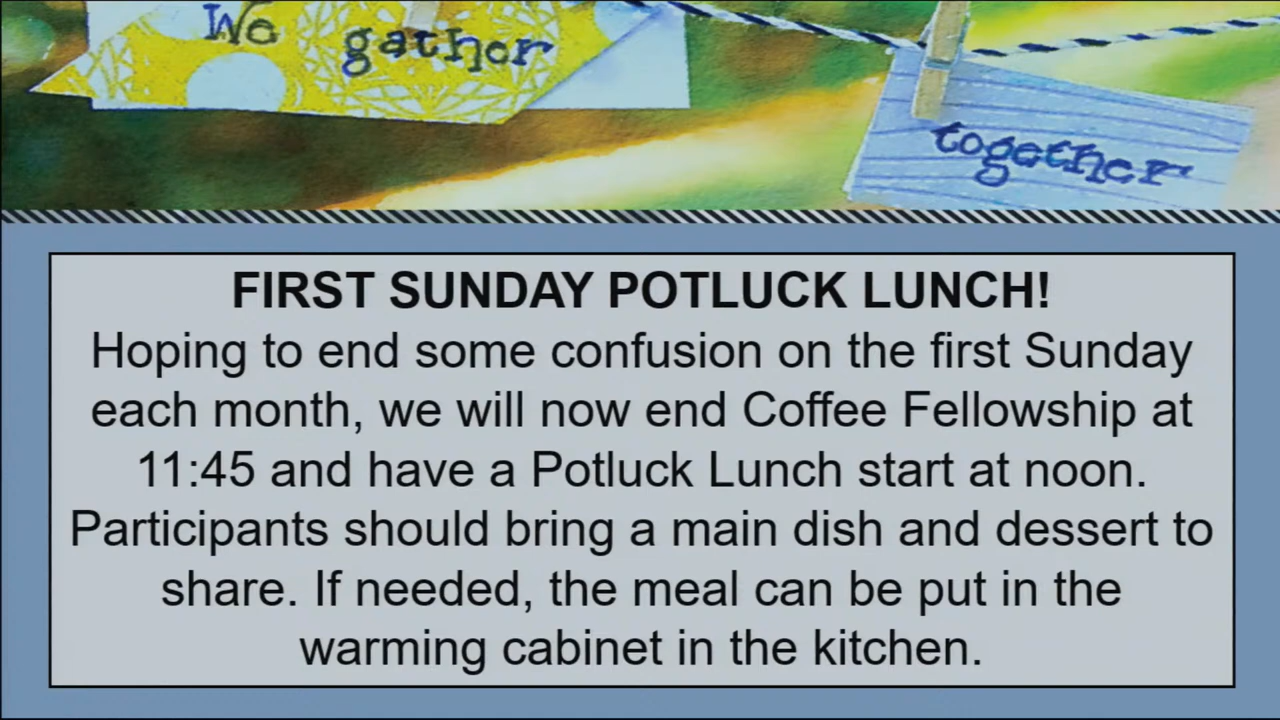 We gather
together
FIRST SUNDAY POTLUCK LUNCH!
Hoping to end some confusion on the first Sunday
each month, we will now end Coffee Fellowship at
11:45 and have a Potluck Lunch start at noon.
Participants should bring a main dish and dessert to
share. If needed, the meal can be put in the
warming cabinet in the kitchen.